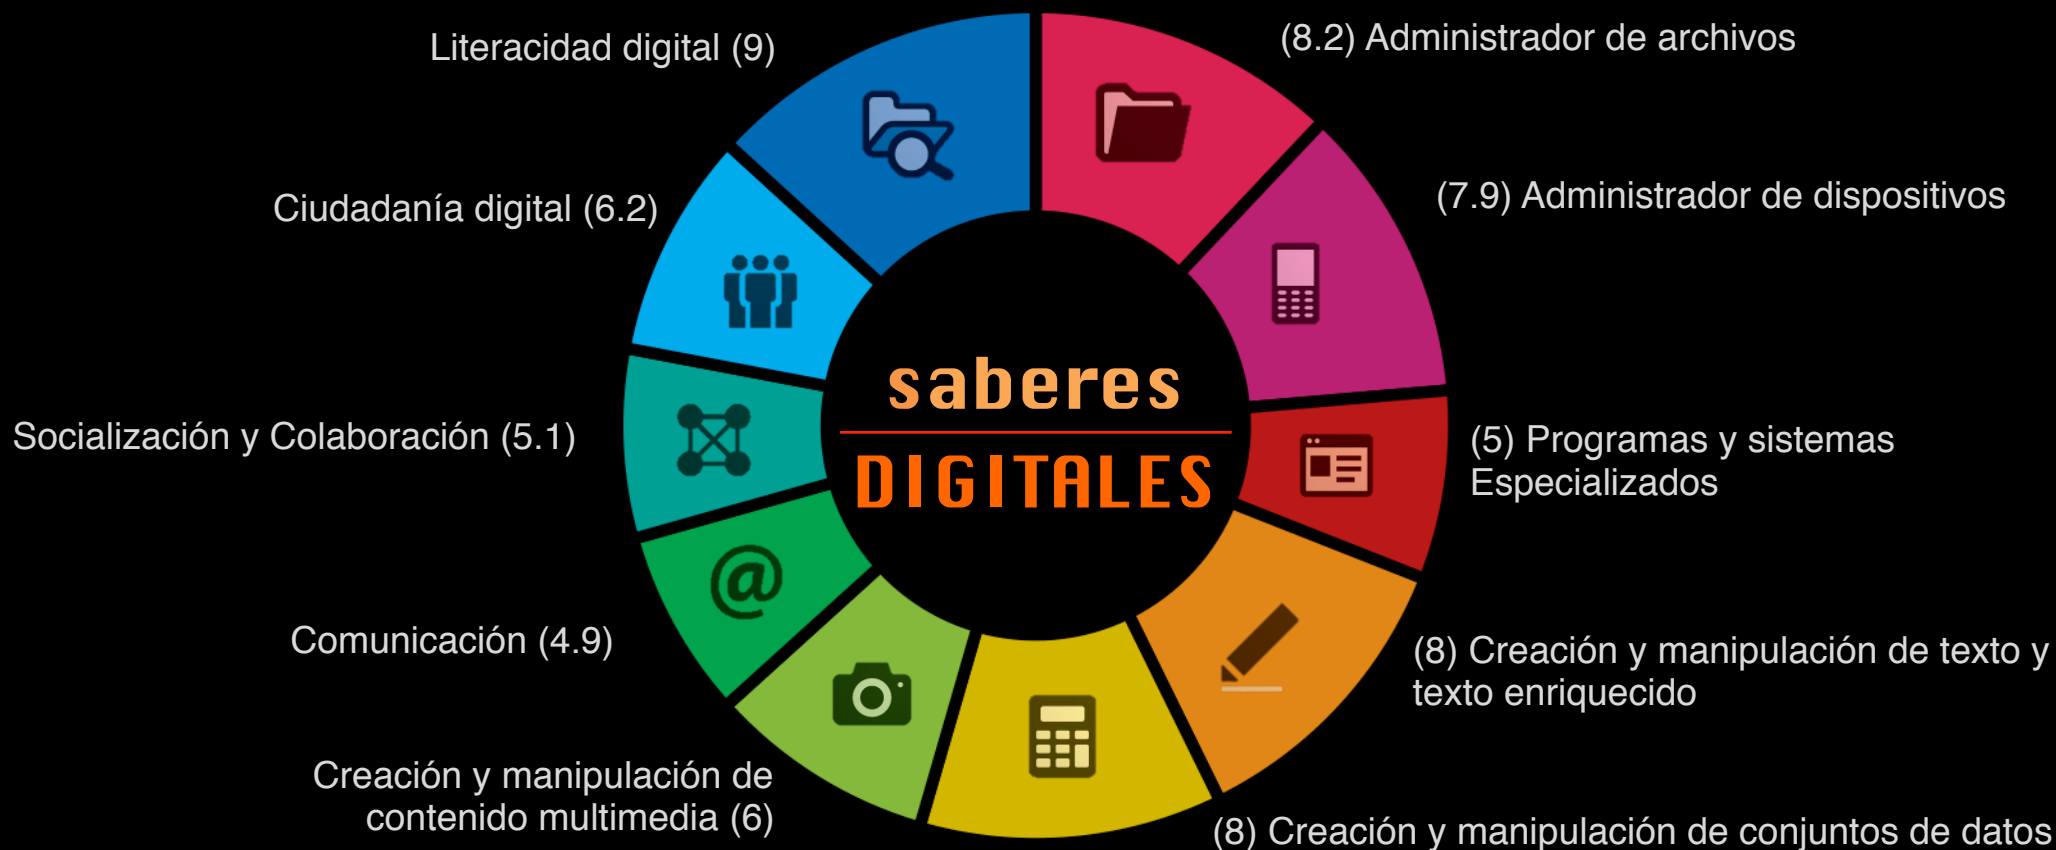 Literacidad digital (9)
(8.2) Administrador de archivos
Ciudadanía digital (6.2)
(7.9) Administrador de dispositivos
saberes
DIGITALES
Socialización y Colaboración (5.1)
(5) Programas y sistemas
Especializados
@
Comunicación (4.9)
(8) Creación y manipulación de texto y
texto enriquecido
Creación y manipulación de
contenido multimedia (6)
(8) Creación y manipulación de conjuntos de datos